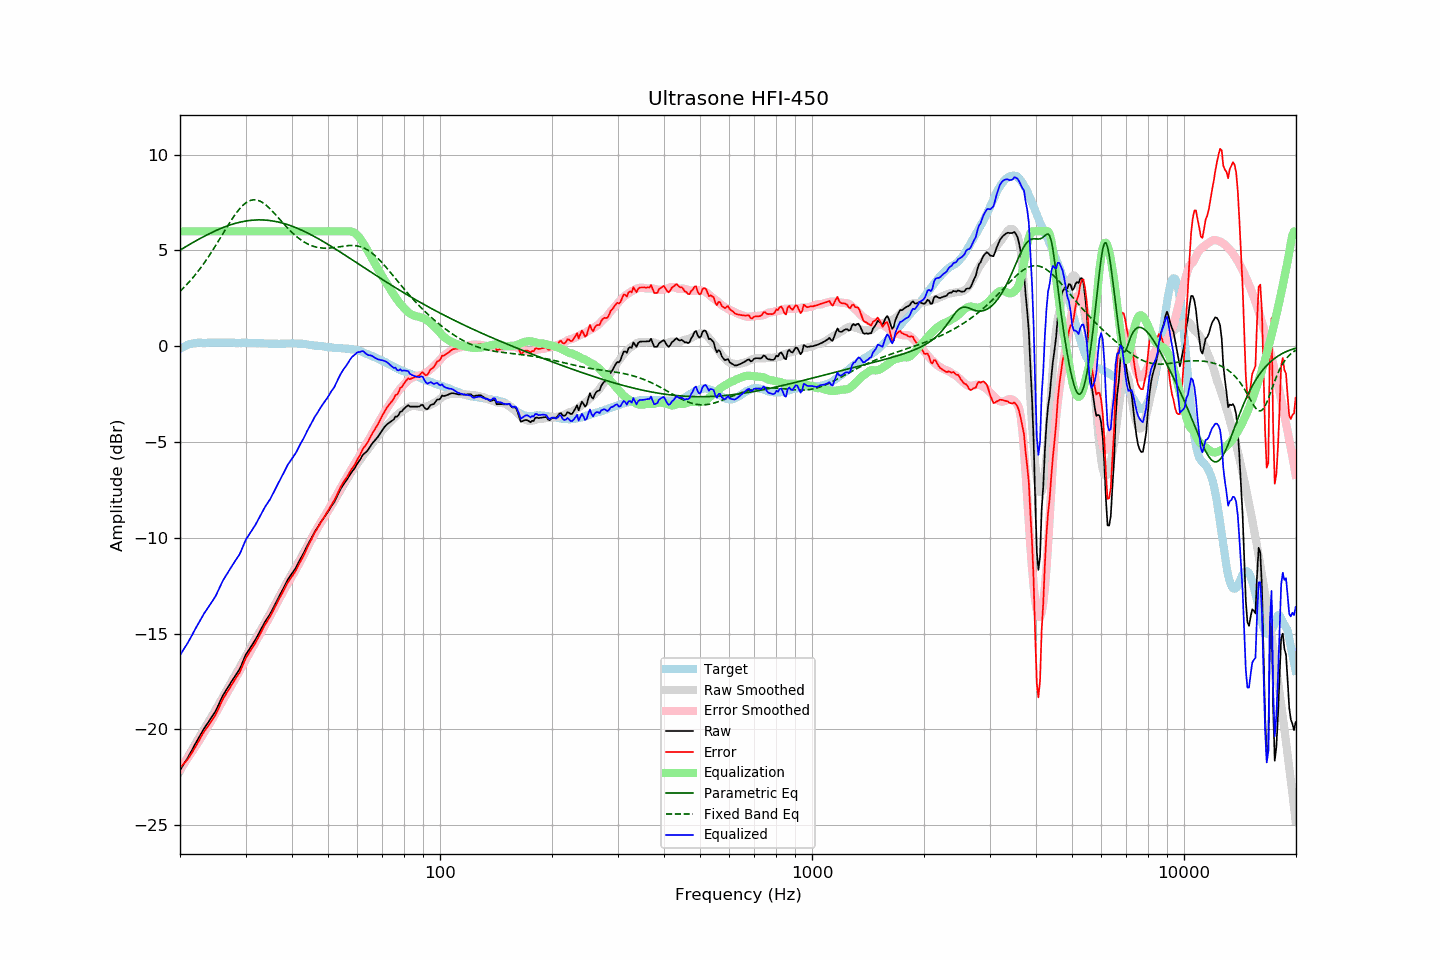 Ultrasone HFI-450
Amplitude (dBr)
10
5
0
−5
−10
−15
−20
−25
Target
Raw Smoothed
Error Smoothed
Raw
Error
Equalization
Parametric Eq
Fixed Band Eq
Equalized
100
1000
10000
Frequency (Hz)